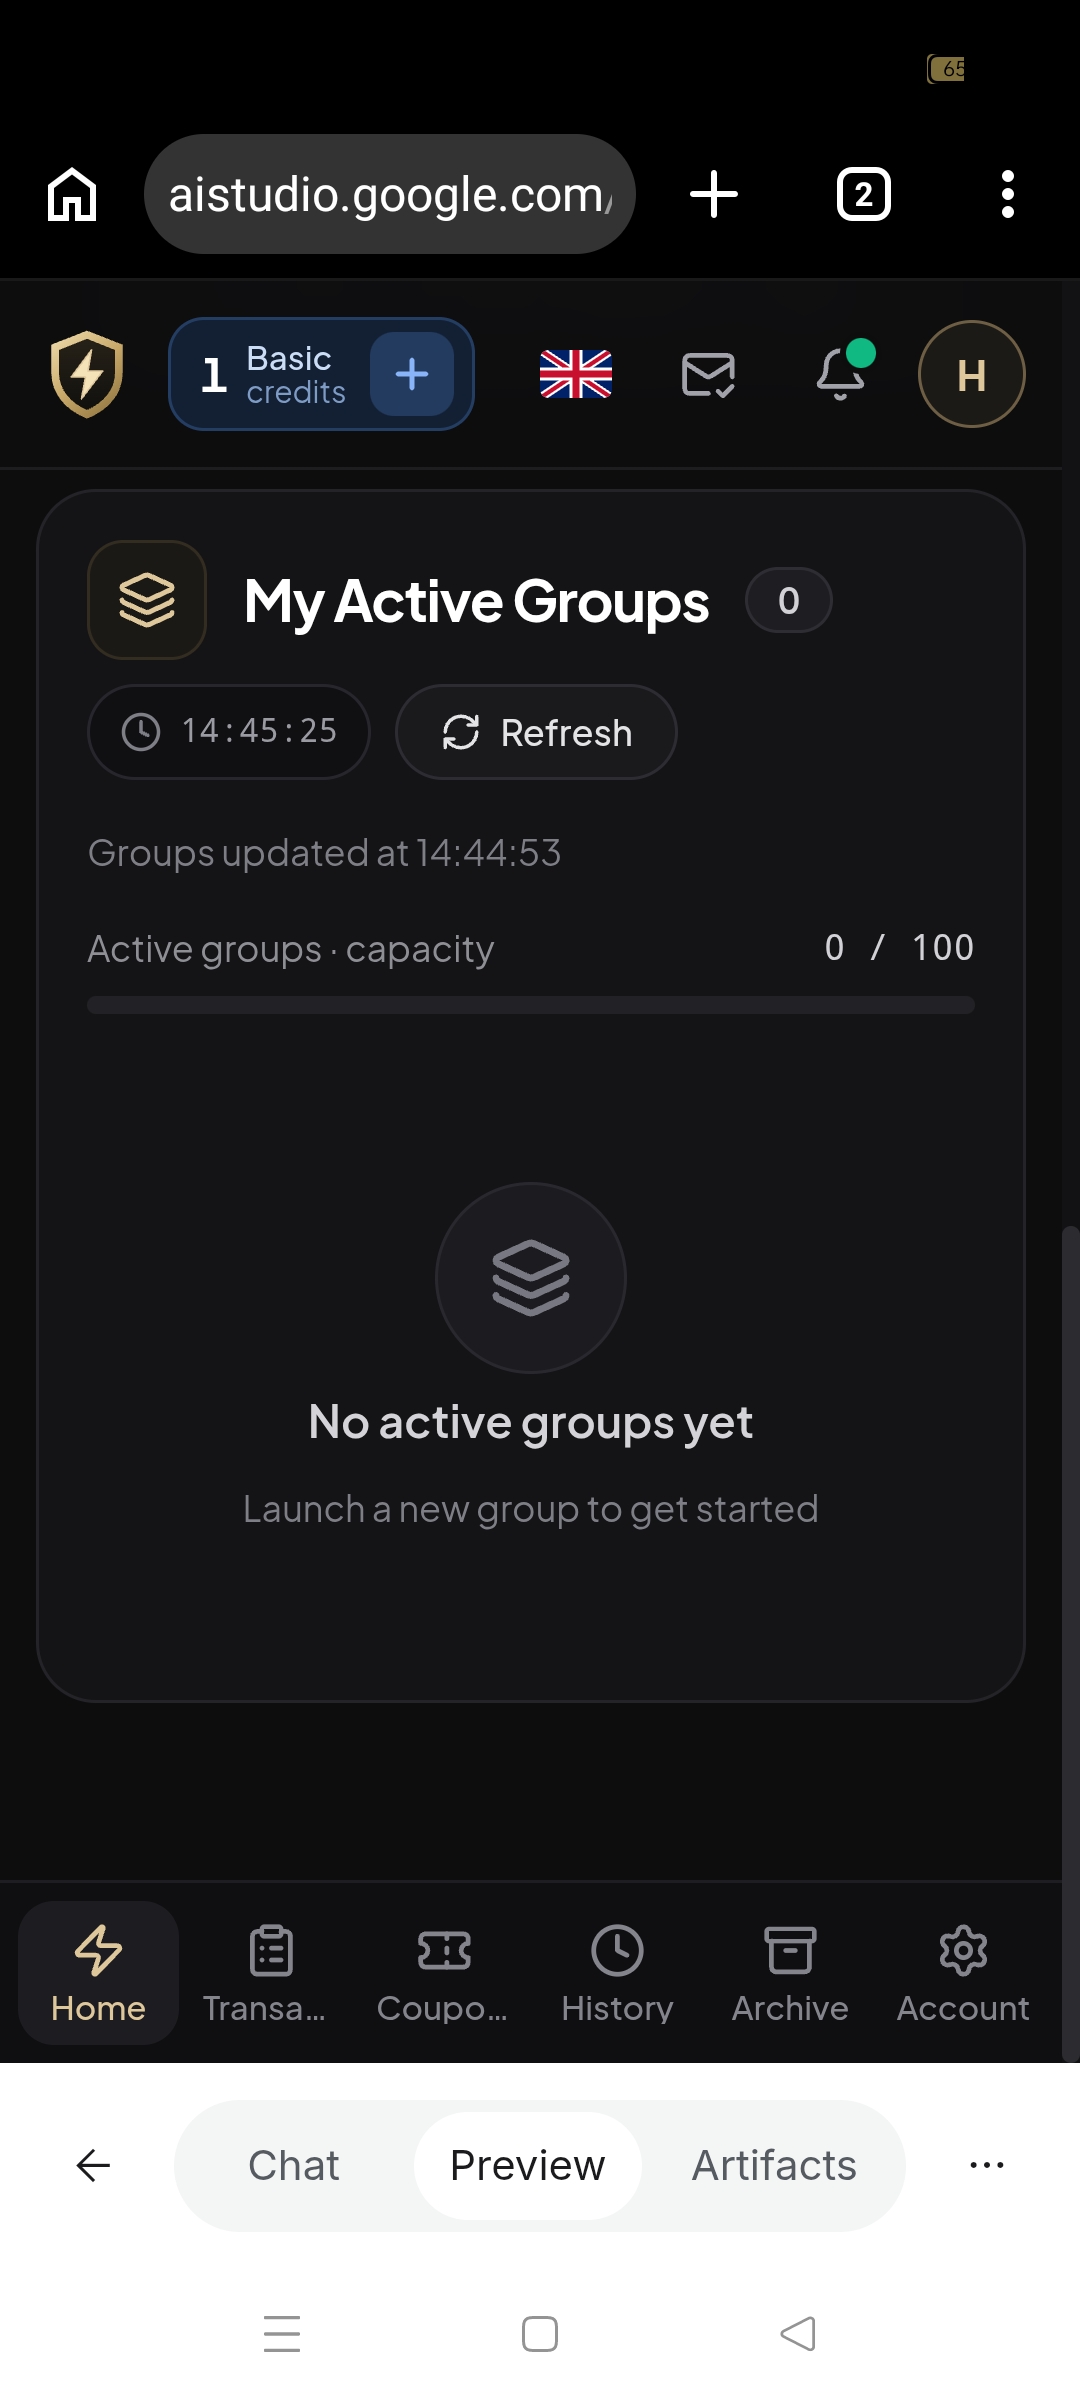 65
aistudio.google.com/
2
1 Basic credits
H
My Active Groups 0
14:45:25 Refresh
Groups updated at 14:44:53
Active groups · capacity 0 / 100
No active groups yet
Launch a new group to get started
Home Transa... Coupo... History Archive Account
Chat Preview Artifacts